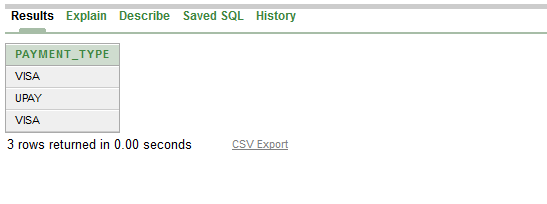 Results Explain Describe Saved SQL History
PAYMENT_TYPE
VISA
UPAY
VISA
3 rows returned in 0.00 seconds CSV Export